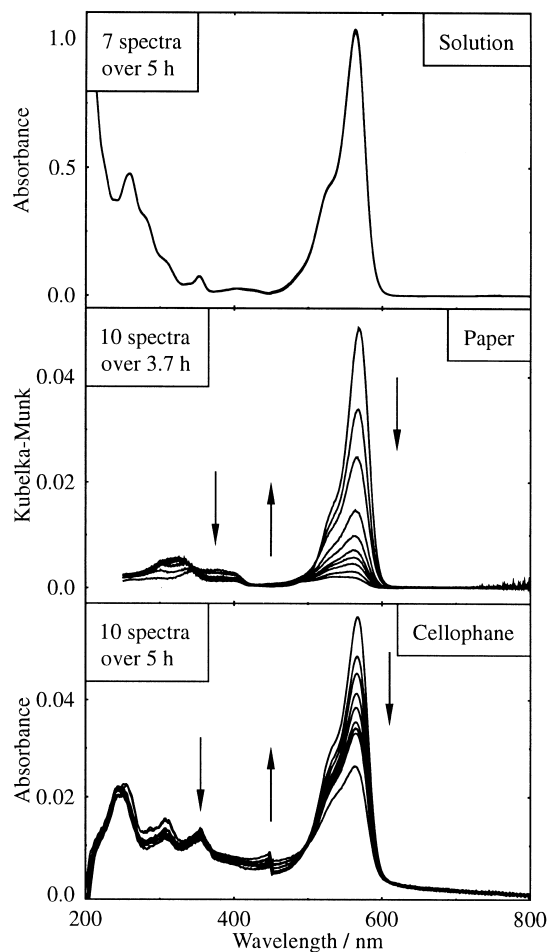 7 spectra
over 5 h
Solution
1.0
0.5
0.0
Absorbance
10 spectra
over 3.7 h
Paper
0.04
0.02
0.0
Kubelka-Munk
10 spectra
over 5 h
Cellophane
0.04
0.02
0.0
Absorbance
200
400
600
800
Wavelength / nm